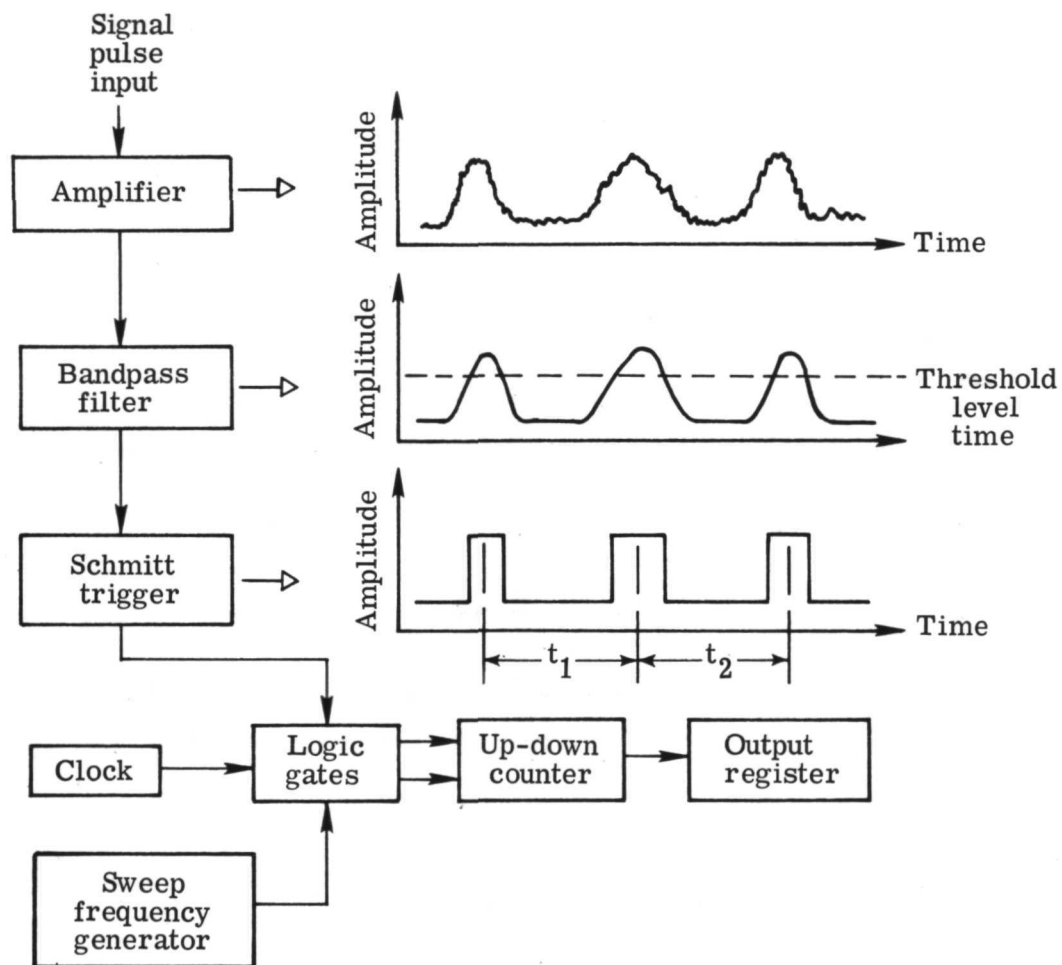 Signal
pulse
input
Amplifier
Amplitude
Time
Bandpass
filter
Amplitude
Threshold
level
time
Schmitt
trigger
Amplitude
Time
t1
t2
Clock
Logic
gates
Up-down
counter
Output
register
Sweep
frequency
generator